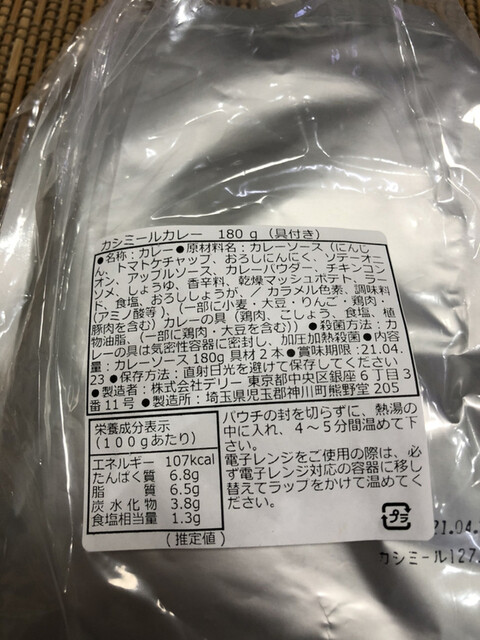 カシミールカレー 180ｇ（具付き）
●名称：カレー●原材料名：カレーソース（にんじ
ん、トマトケチャップ、おろしにんにく、ソテーオニ
オン、アップルソース、カレーパウダー、チキンコン
ソメ、しょうゆ、香辛料、乾燥マッシュポテト、ラー
ド、食塩、おろししょうが、／カラメル色素、調味料
（アミノ酸等）、（一部に小麦・大豆・りんご・鶏肉・
豚肉を含む）カレーの具（鶏肉、こしょう、食塩、植
物油脂、（一部に鶏肉・大豆を含む））●殺菌方法：カ
レーの具は気密性容器に密封し、加圧加熱殺菌●内容
量：カレーソース180g 具材２本●賞味期限：21.04.
23●保存方法：直射日光を避けて保存してください
●製造者：株式会社デリー 東京都中央区銀座６丁目３
番11号●製造所：埼玉県児玉郡神川町熊野堂205
栄養成分表示
（100gあたり）
エネルギー 107kcal
たんぱく質 6.8g
脂 質 6.5g
炭水化物 3.8g
食塩相当量 1.3g
（推定値）
パウチの封を切らずに、熱湯の
中に入れ、４～５分間温めて下
さい。
電子レンジをご使用の際は、必
ず電子レンジ対応の容器に移し
替えてラップをかけて温めてく
ださい。
プラ
21.04.
カシミール127.